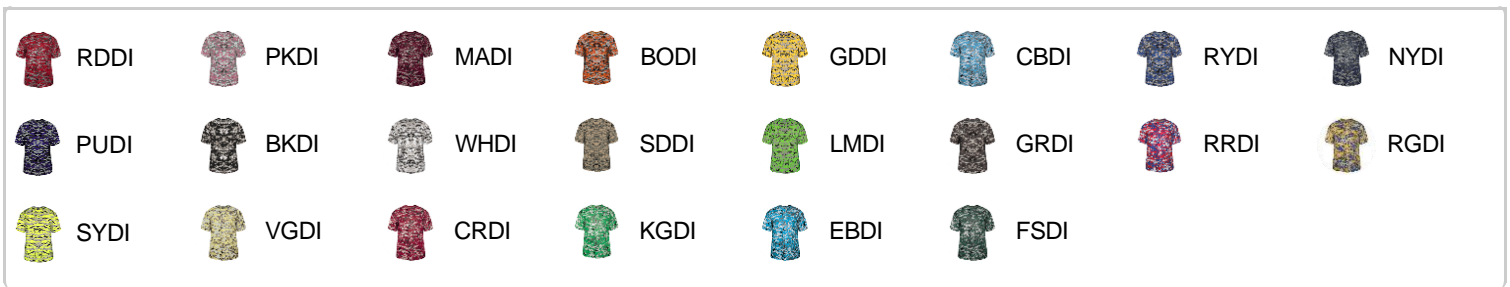 RDDI PKDI MADI BODI GDDI CBDI RYDI NYDI
PUDI BKDI WHDI SDDI LMDI GRDI RRDI RGDI
SYDI VGDI CRDI KGDI EBDI FSDI